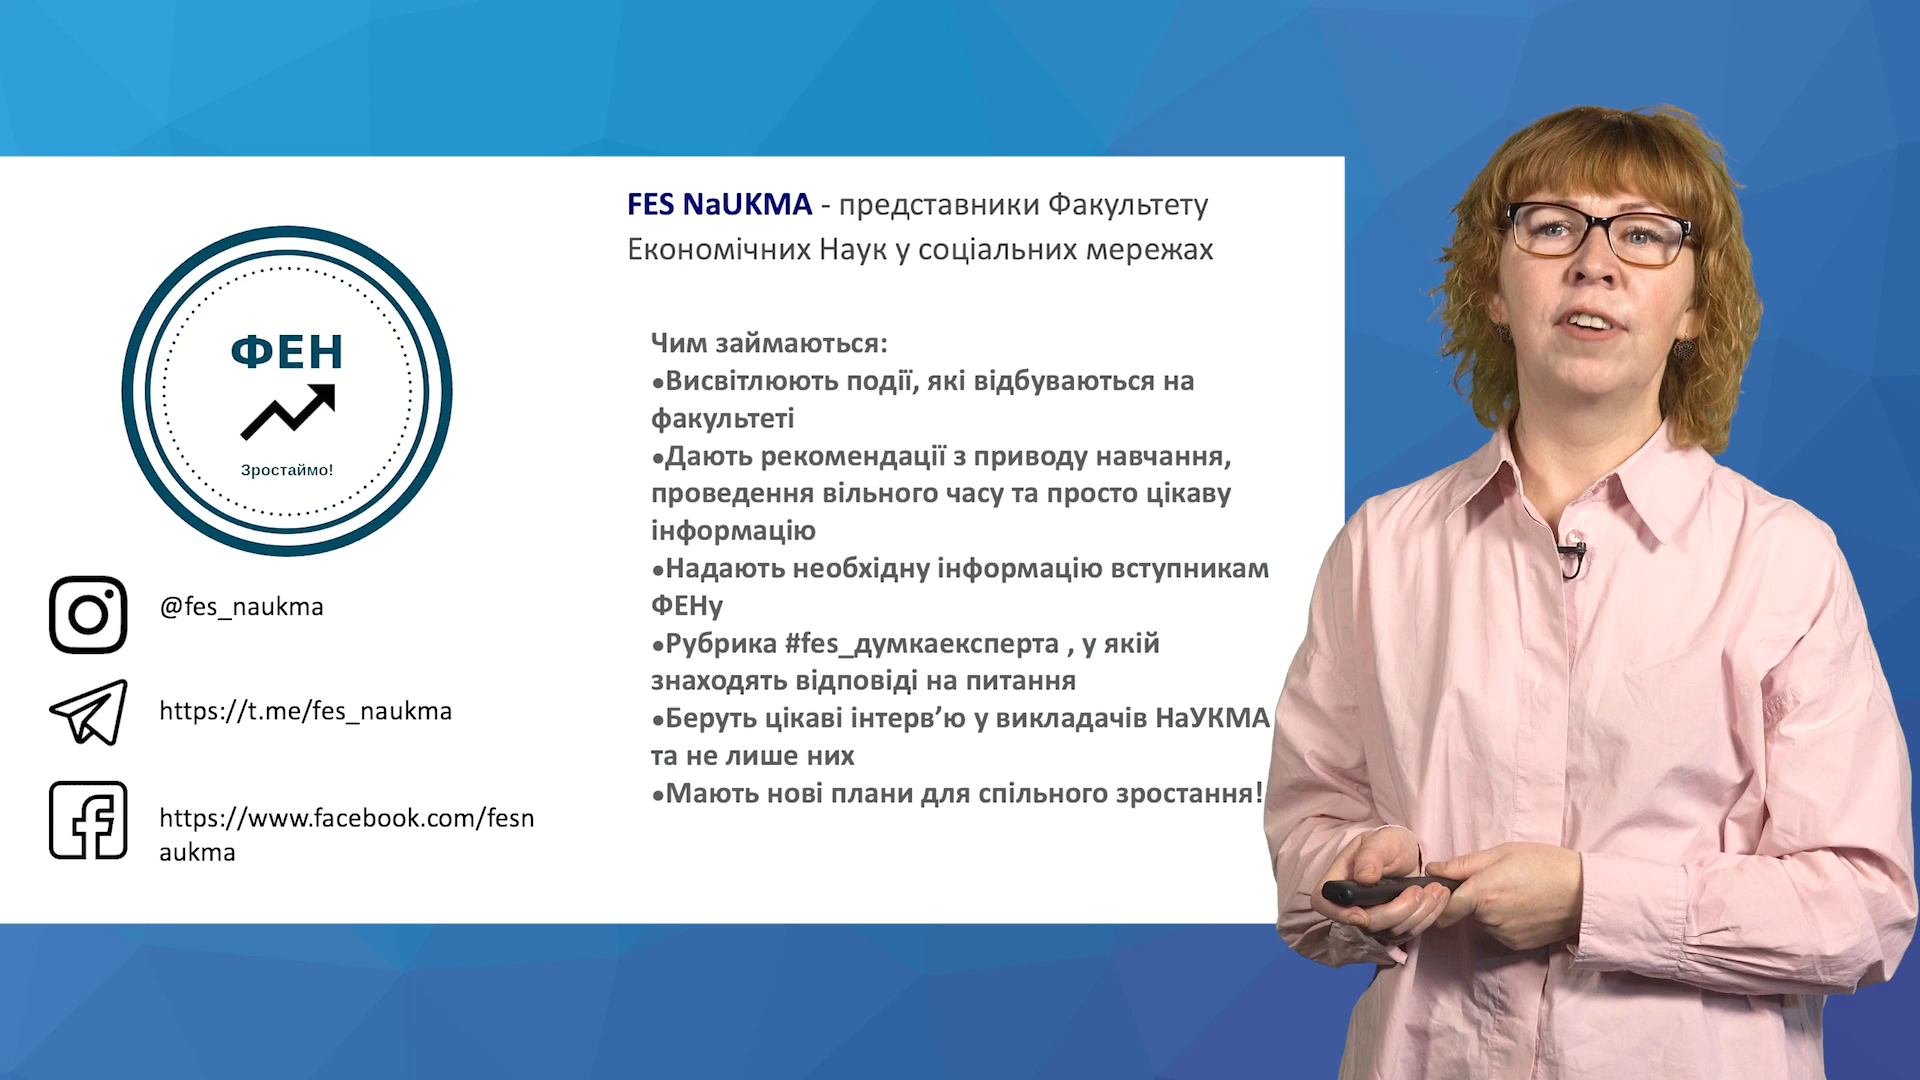 ФЕН
Зростаймо!
@fes_naukma
https://t.me/fes_naukma
https://www.facebook.com/fesn
aukma
FES NaUKMA - представники Факультету
Економічних Наук у соціальних мережах
Чим займаються:
●Висвітлюють події, які відбуваються на
факультеті
●Дають рекомендації з приводу навчання,
проведення вільного часу та просто цікаву
інформацію
●Надають необхідну інформацію вступникам
ФЕНу
●Рубрика #fes_думкаексперта , у якій
знаходять відповіді на питання
●Беруть цікаві інтерв’ю у викладачів НаУКМА
та не лише них
●Мають нові плани для спільного зростання!